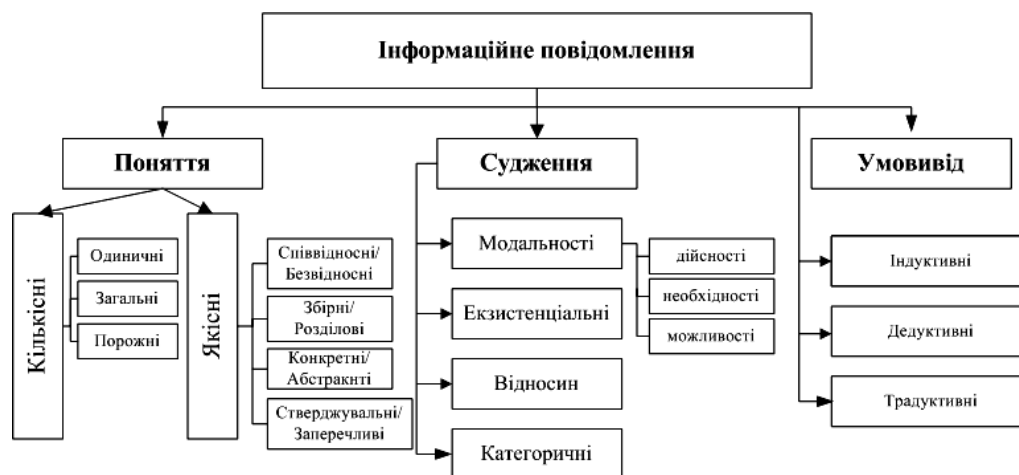 Інформаційне повідомлення
Поняття
Судження
Умовивід
Кількісні
Одиничні
Загальні
Порожні
Якісні
Співвідносні/
Безвідносні
Збірні/
Розділові
Конкретні/
Абстракнті
Стверджувальні/
Заперечливі
Модальності
Екзистенціальні
Відносин
Категоричні
дійсності
необхідності
можливості
Індуктивні
Дедуктивні
Традуктивні